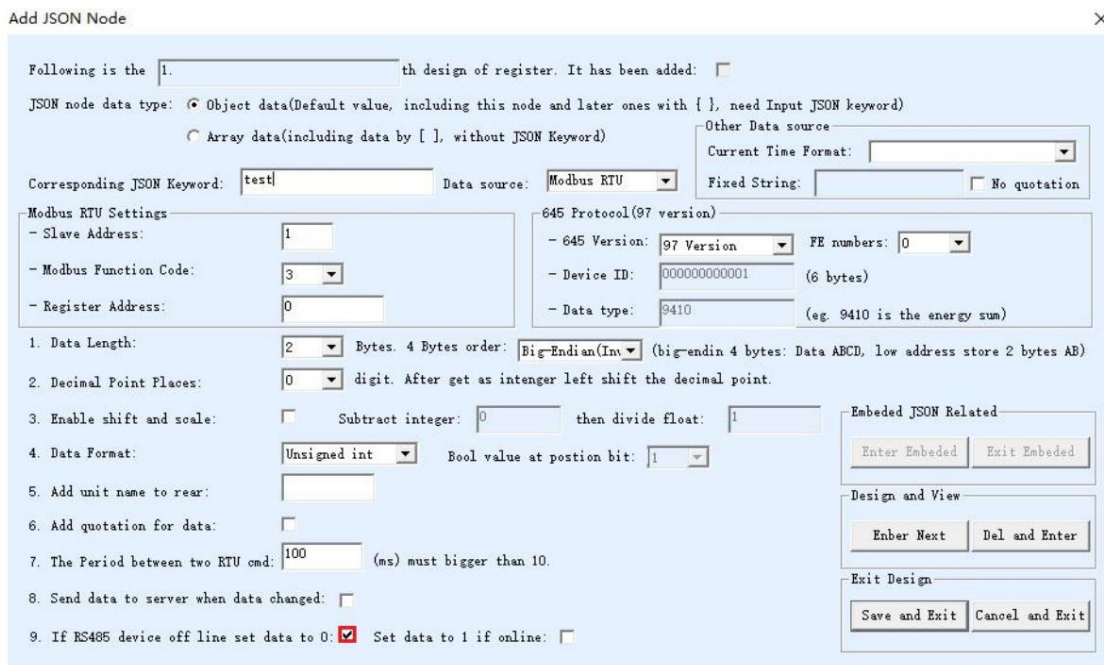 Add JSON Node
Following is the 1. th design of register. It has been added:
JSON node data type: Object data(Default value, including this node and later ones with { }, need Input JSON keyword)
Array data(including data by [ ], without JSON Keyword)
Other Data source
Current Time Format:
Corresponding JSON Keyword: test Data source: Modbus RTU
Fixed String: No quotation
Modbus RTU Settings
- Slave Address: 1
- Modbus Function Code: 3
- Register Address: 0
645 Protocol(97 version)
- 645 Version: 97 Version FE numbers: 0
- Device ID: 000000000001 (6 bytes)
- Data type: 9410 (eg. 9410 is the energy sum)
1. Data Length: 2 Bytes. 4 Bytes order: Big-Endian(Inv (big-endin 4 bytes: Data ABCD, low address store 2 bytes AB)
2. Decimal Point Places: 0 digit. After get as intenger left shift the decimal point.
3. Enable shift and scale: Subtract integer: 0 then divide float: 1
4. Data Format: Unsigned int Bool value at postion bit: 1
5. Add unit name to rear:
6. Add quotation for data:
7. The Period between two RTU cmd: 100 (ms) must bigger than 10.
8. Send data to server when data changed:
9. If RS485 device off line set data to 0: Set data to 1 if online:
Embeded JSON Related
Enter Embeded Exit Embeded
Design and View
Enber Next Del and Enter
Exit Design
Save and Exit Cancel and Exit